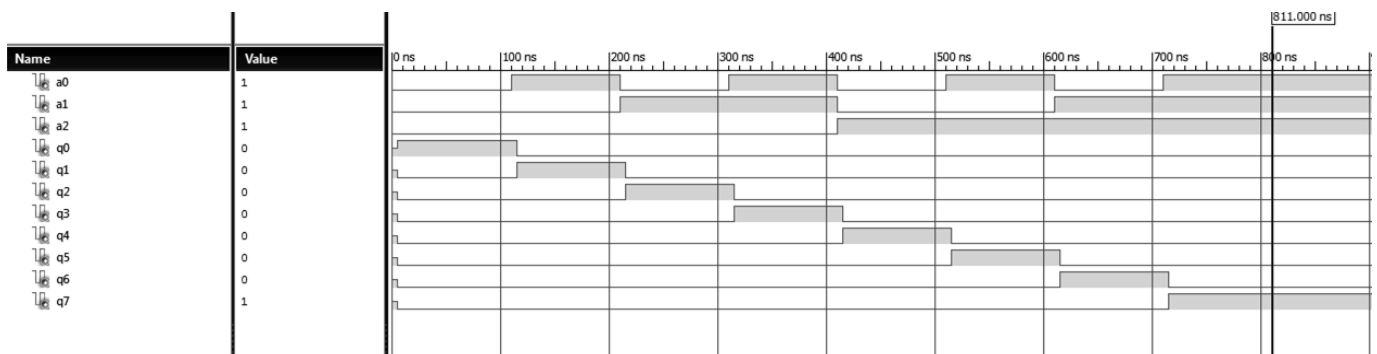 811.000 ns
Name Value 0 ns 100 ns 200 ns 300 ns 400 ns 500 ns 600 ns 700 ns 800 ns
a0 1
a1 1
a2 1
q0 0
q1 0
q2 0
q3 0
q4 0
q5 0
q6 0
q7 1